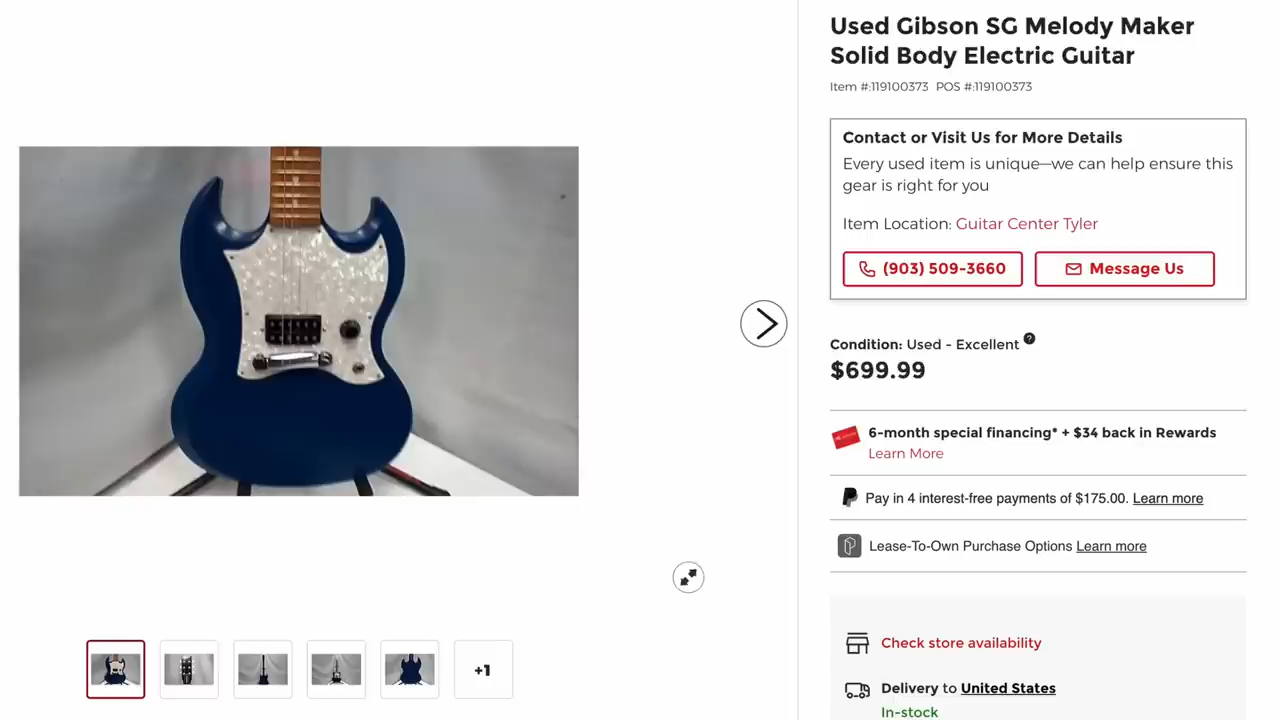 Used Gibson SG Melody Maker
Solid Body Electric Guitar
Item #:119100373 POS #:119100373
Contact or Visit Us for More Details
Every used item is unique—we can help ensure this
gear is right for you
Item Location: Guitar Center Tyler
(903) 509-3660
Message Us
Condition: Used - Excellent ?
$699.99
6-month special financing* + $34 back in Rewards
Learn More
Pay in 4 interest-free payments of $175.00. Learn more
Lease-To-Own Purchase Options Learn more
+1
Check store availability
Delivery to United States
In-stock